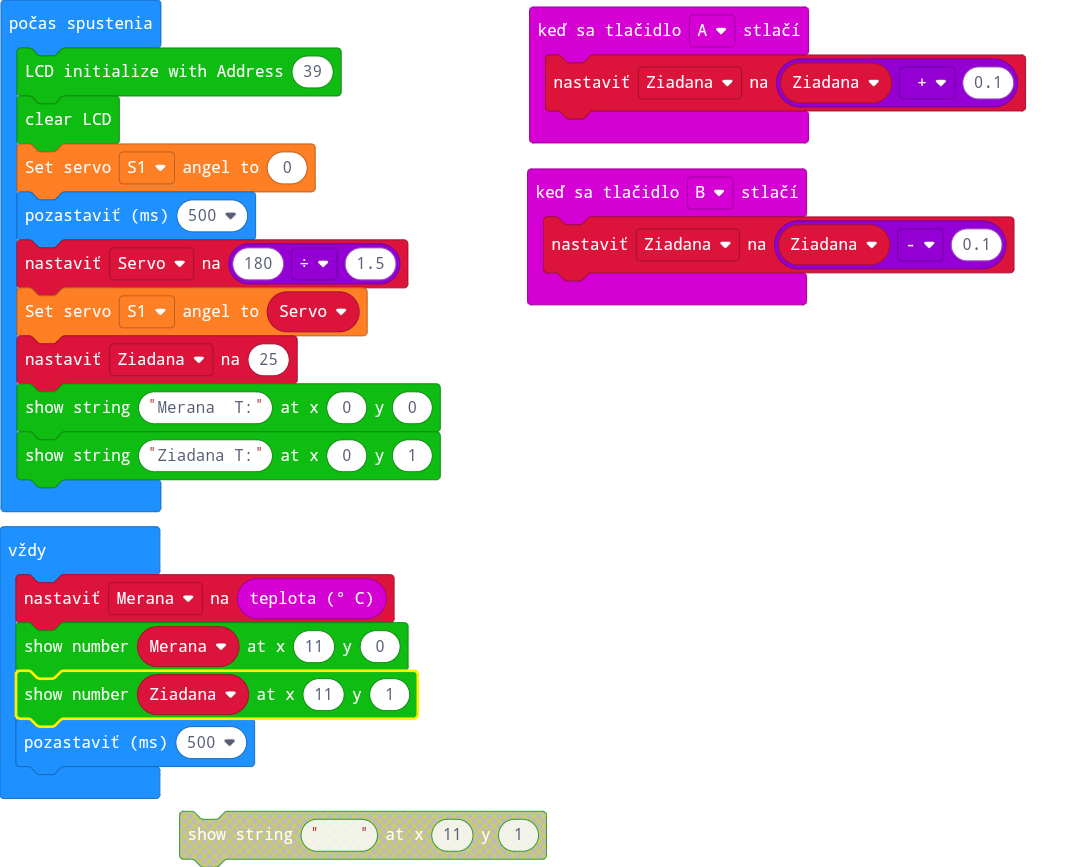 počas spustenia
LCD initialize with Address 39
clear LCD
Set servo S1 angel to 0
pozastaviť (ms) 500
nastaviť Servo na 180 ÷ 1.5
Set servo S1 angel to Servo
nastaviť Ziadana na 25
show string "Merana  T:" at x 0 y 0
show string "Ziadana T:" at x 0 y 1
vždy
nastaviť Merana na teplota (° C)
show number Merana at x 11 y 0
show number Ziadana at x 11 y 1
pozastaviť (ms) 500
show string "    " at x 11 y 1
keď sa tlačidlo A stlačí
nastaviť Ziadana na Ziadana + 0.1
keď sa tlačidlo B stlačí
nastaviť Ziadana na Ziadana - 0.1